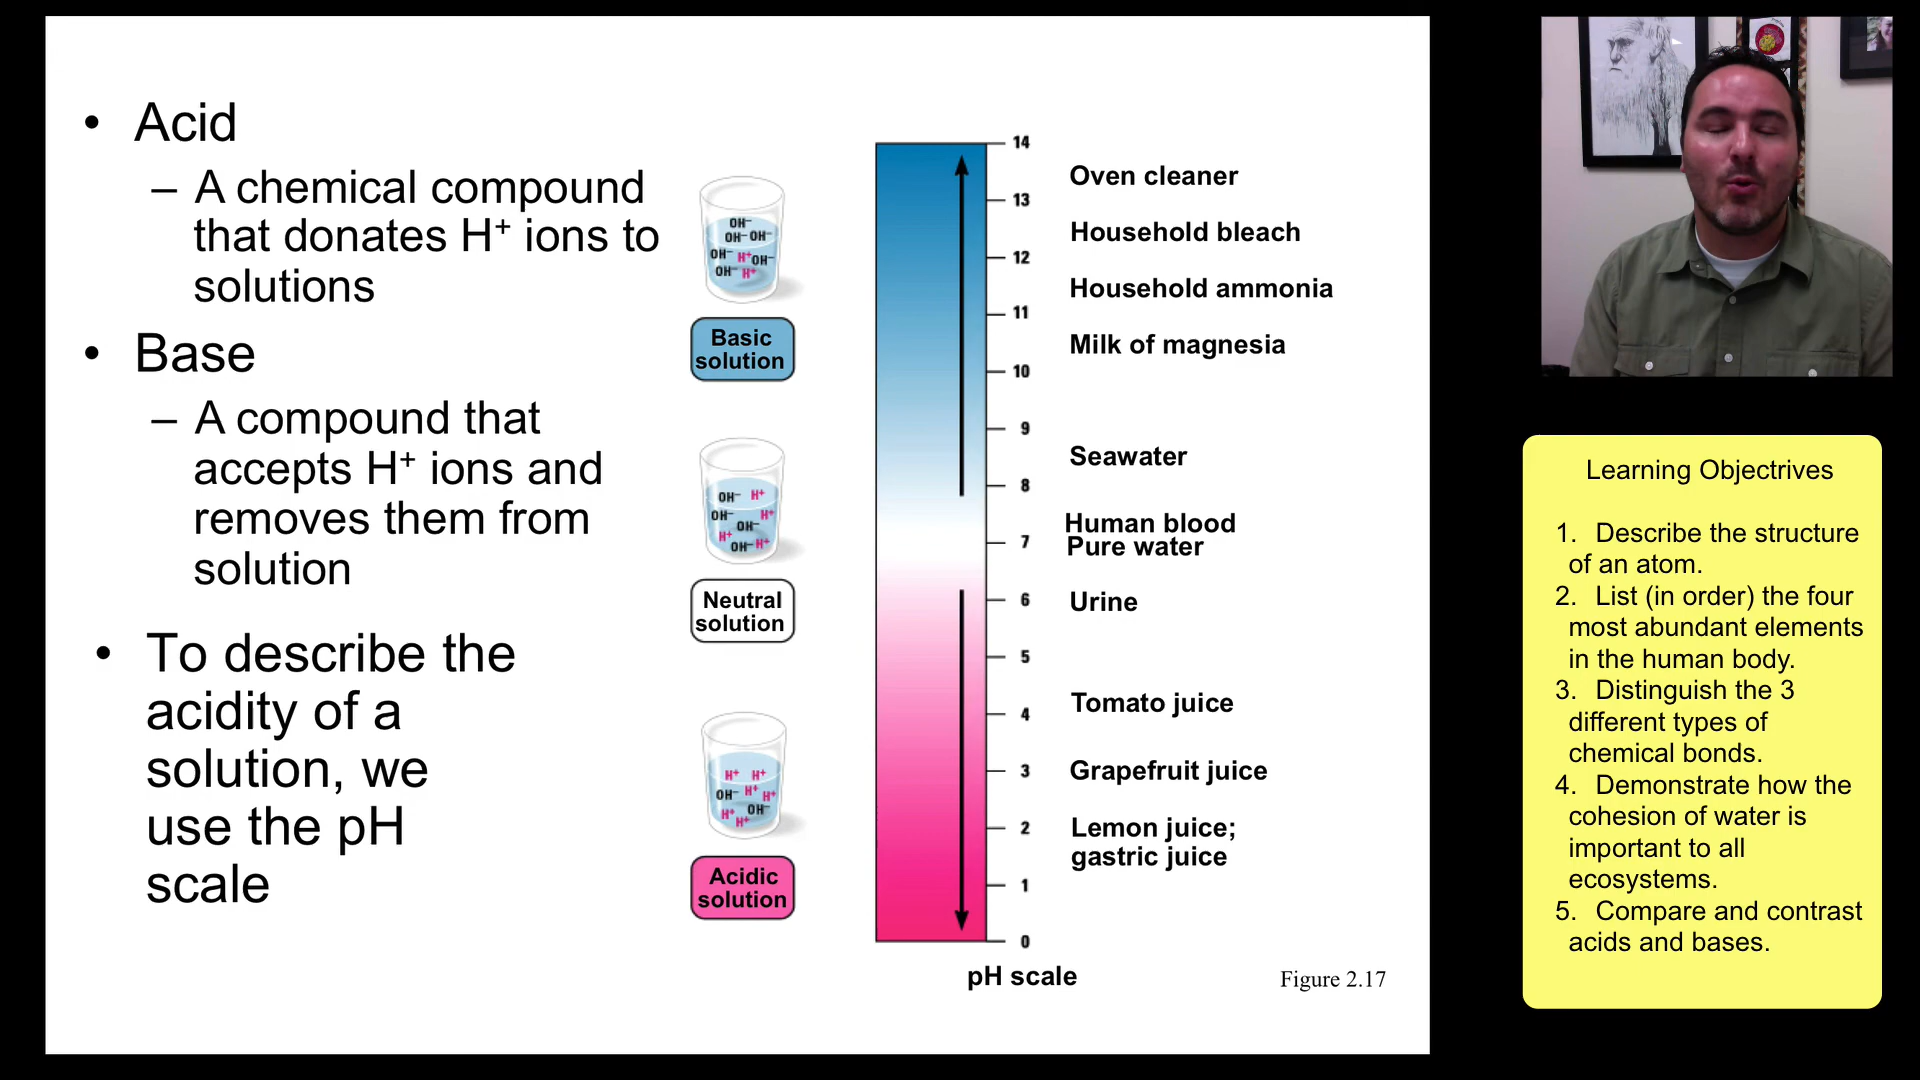 • Acid
– A chemical compound
that donates H⁺ ions to
solutions
• Base
– A compound that
accepts H⁺ ions and
removes them from
solution
• To describe the
acidity of a
solution, we
use the pH
scale
OH⁻
OH⁻ OH⁻
OH⁻ H⁺ OH⁻
OH⁻ H⁺
Basic
solution
OH⁻ H⁺
OH⁻ H⁺
OH⁻
H⁺
OH⁻ H⁺
Neutral
solution
H⁺ H⁺
OH⁻ H⁺ H⁺
H⁺ OH⁻
H⁺
Acidic
solution
14
Oven cleaner
13
Household bleach
12
Household ammonia
11
Milk of magnesia
10
9
Seawater
8
Human blood
7 Pure water
6 Urine
5
4 Tomato juice
3 Grapefruit juice
2 Lemon juice;
gastric juice
1
0
pH scale
Figure 2.17
Learning Objectrives
1. Describe the structure
of an atom.
2. List (in order) the four
most abundant elements
in the human body.
3. Distinguish the 3
different types of
chemical bonds.
4. Demonstrate how the
cohesion of water is
important to all
ecosystems.
5. Compare and contrast
acids and bases.